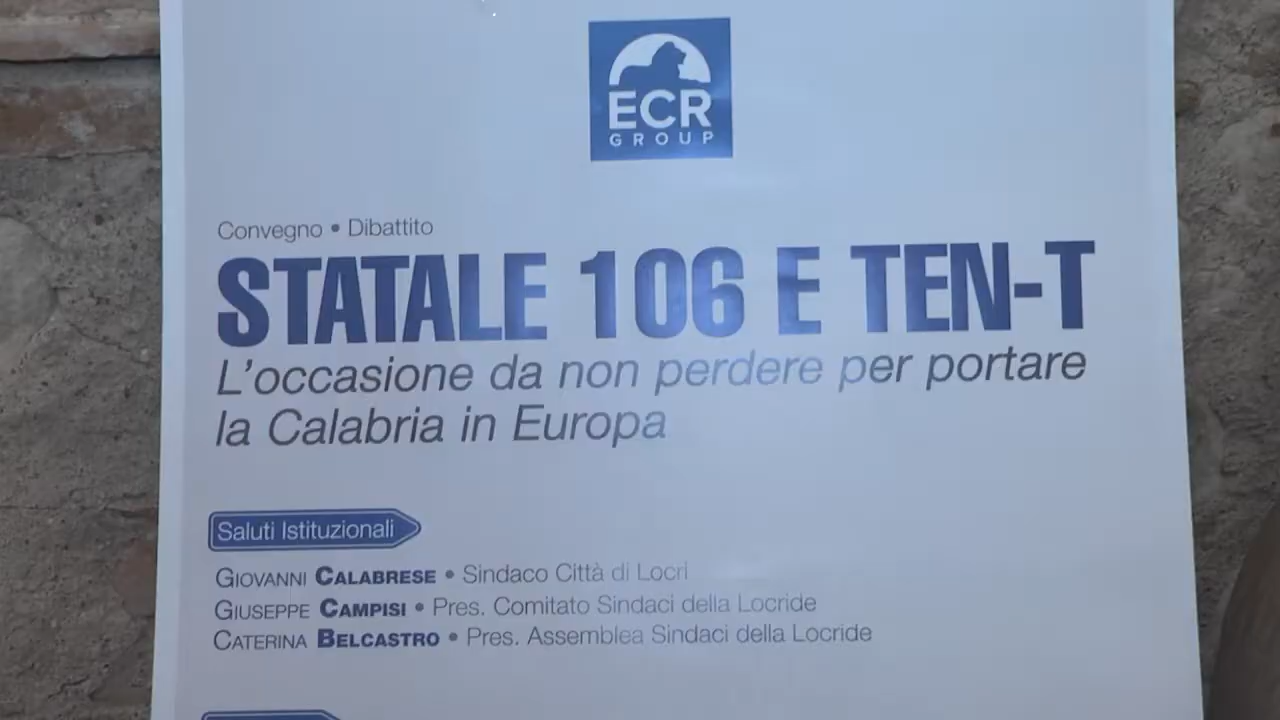 ECR
GROUP
Convegno • Dibattito
STATALE 106 E TEN-T
L'occasione da non perdere per portare
la Calabria in Europa
Saluti Istituzionali
GIOVANNI CALABRESE • Sindaco Città di Locri
GIUSEPPE CAMPISI • Pres. Comitato Sindaci della Locride
CATERINA BELCASTRO • Pres. Assemblea Sindaci della Locride